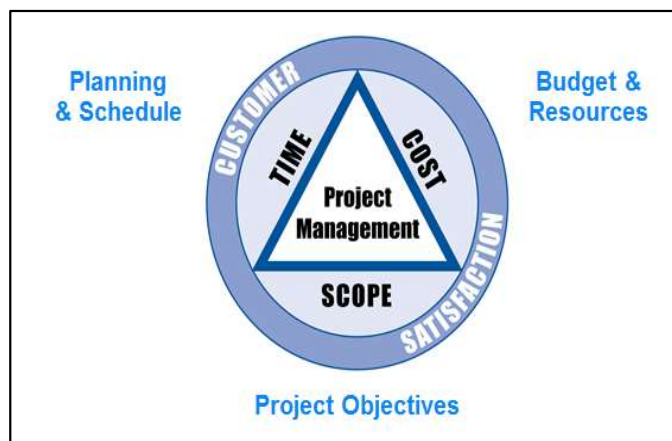 Planning
& Schedule
Budget &
Resources
CUSTOMER
SATISFACTION
TIME
COST
Project
Management
SCOPE
Project Objectives